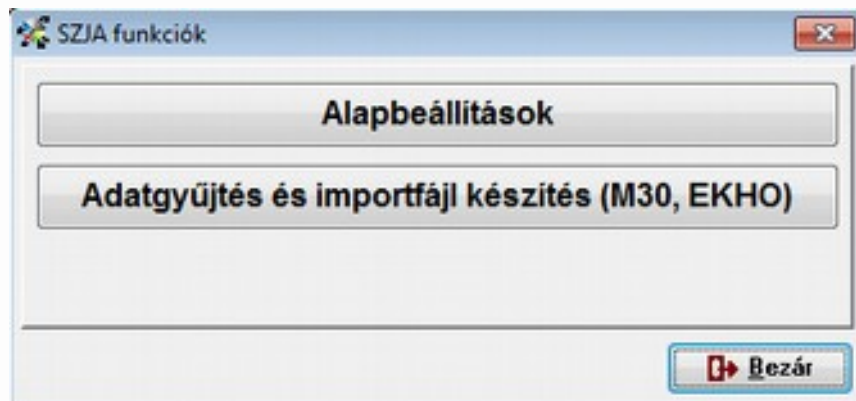 SZJA funkciók
Alapbeállítások
Adatgyűjtés és importfájl készítés (M30, EKHO)
Bezár